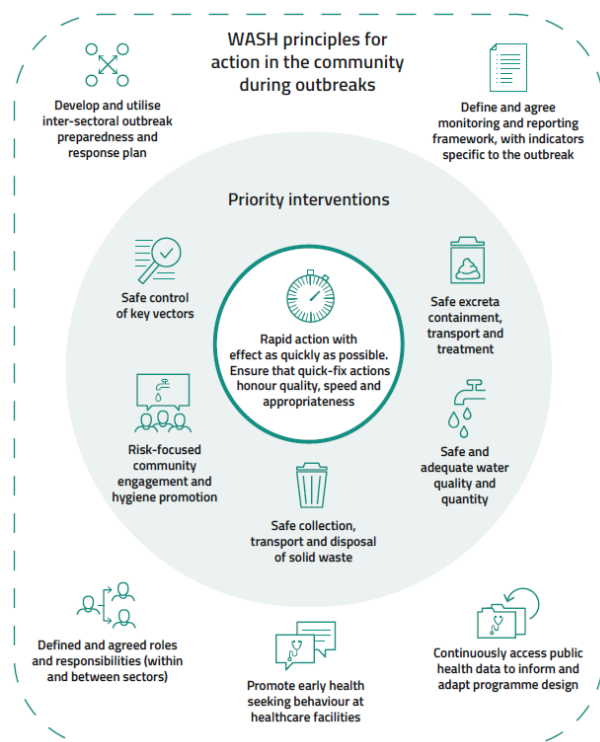 WASH principles for
action in the community
during outbreaks
Develop and utilise
inter-sectoral outbreak
preparedness and
response plan
Define and agree
monitoring and reporting
framework, with indicators
specific to the outbreak
Priority interventions
Safe control
of key vectors
Rapid action with
effect as quickly as possible.
Ensure that quick-fix actions
honour quality, speed and
appropriateness
Safe excreta
containment,
transport and
treatment
Risk-focused
community
engagement and
hygiene promotion
Safe and
adequate water
quality and
quantity
Safe collection,
transport and disposal
of solid waste
Defined and agreed roles
and responsibilities (within
and between sectors)
Promote early health
seeking behaviour at
healthcare facilities
Continuously access public
health data to inform and
adapt programme design